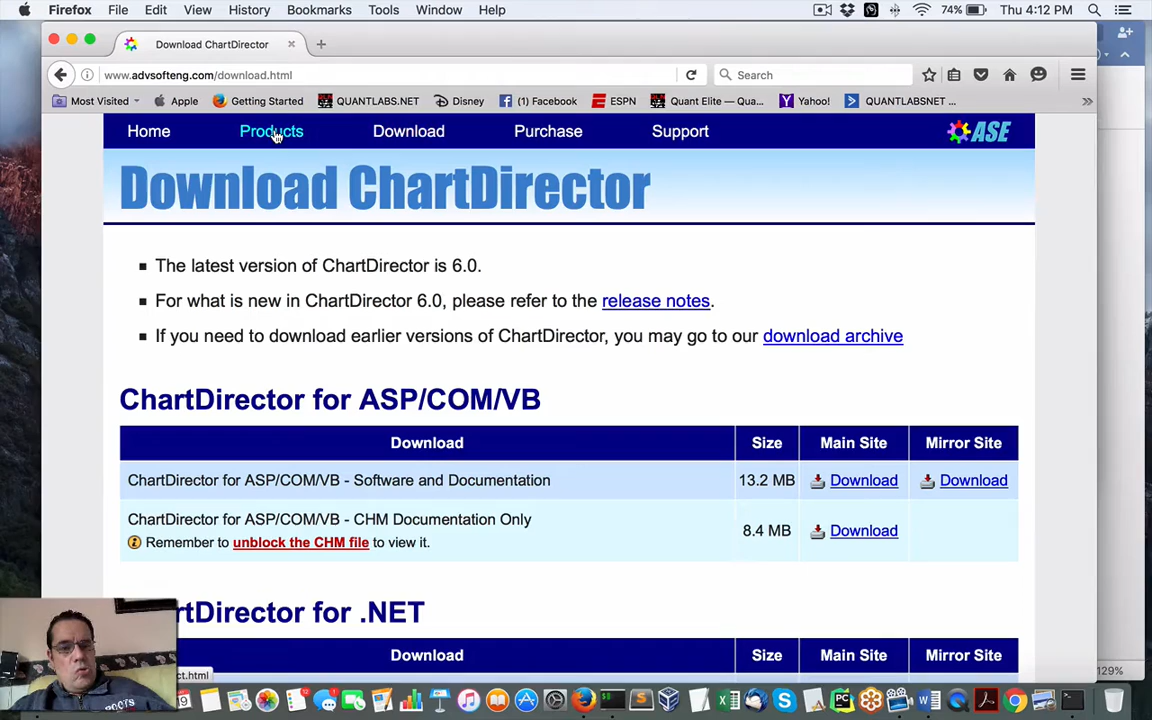 Firefox File Edit View History Bookmarks Tools Window Help 74% Thu 4:12 PM
Download ChartDirector
www.advsofteng.com/download.html Search
Most Visited Apple Getting Started QUANTLABS.NET Disney (1) Facebook ESPN Quant Elite — Qua... Yahoo! QUANTLABSNET ...
Home Products Download Purchase Support ASE
Download ChartDirector
The latest version of ChartDirector is 6.0.
For what is new in ChartDirector 6.0, please refer to the release notes.
If you need to download earlier versions of ChartDirector, you may go to our download archive
ChartDirector for ASP/COM/VB
Download Size Main Site Mirror Site
ChartDirector for ASP/COM/VB - Software and Documentation 13.2 MB Download Download
ChartDirector for ASP/COM/VB - CHM Documentation Only
Remember to unblock the CHM file to view it. 8.4 MB Download
rtDirector for .NET
Download Size Main Site Mirror Site
ct.html
129%